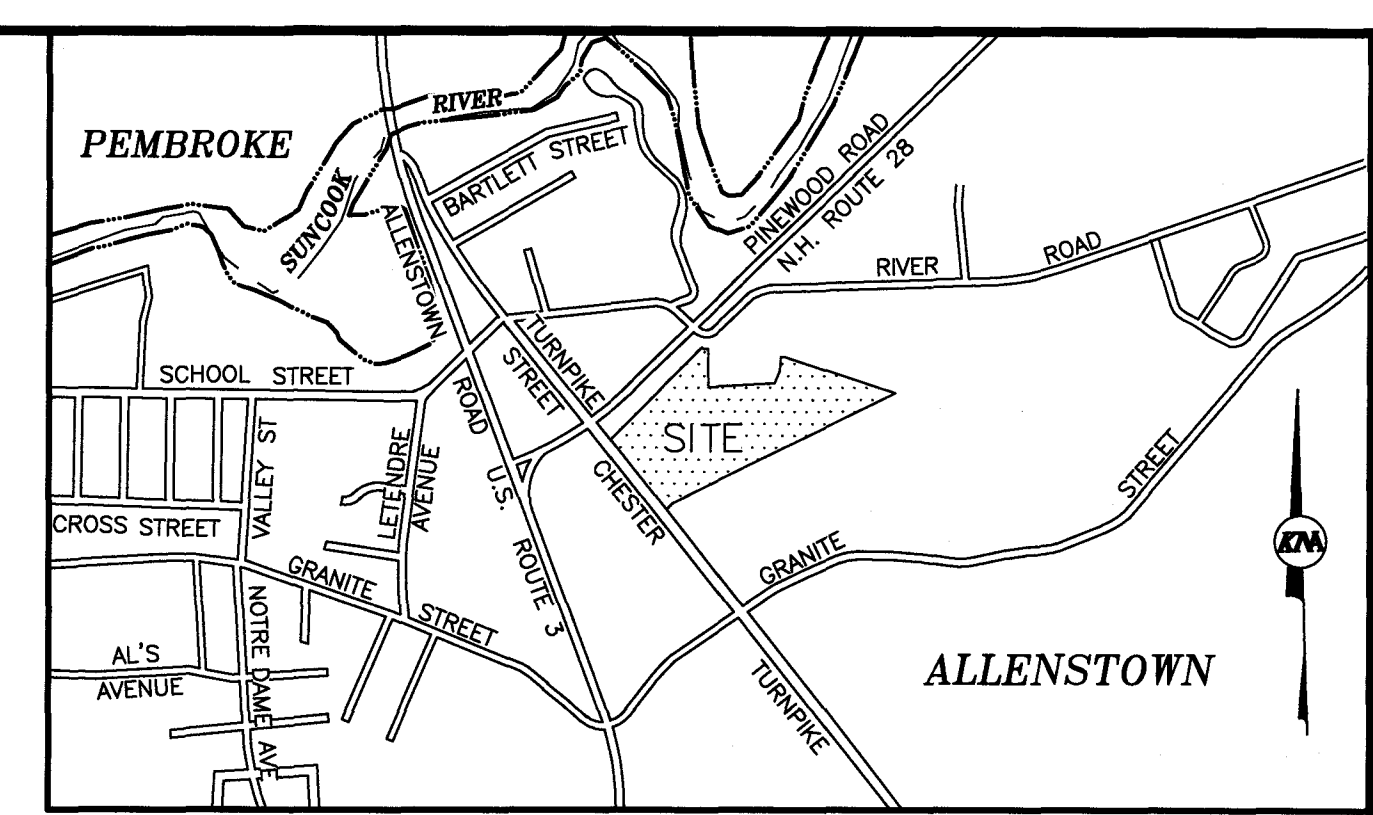 RIVER
PEMBROKE
BARTLETT STREET
PINEWOOD ROAD
N.H. ROUTE 28
SUNCOOK
ALLENSTOWN
ROAD
RIVER ROAD
TURNPIKE
STREET
SCHOOL STREET
SITE
VALLEY ST
LETENDRE
AVENUE
U.S. ROUTE 3
CHESTER
TURNPIKE
STREET
CROSS STREET
KNA
GRANITE
GRANITE
STREET
NOTRE DAME AVE
AL'S
AVENUE
ALLENSTOWN